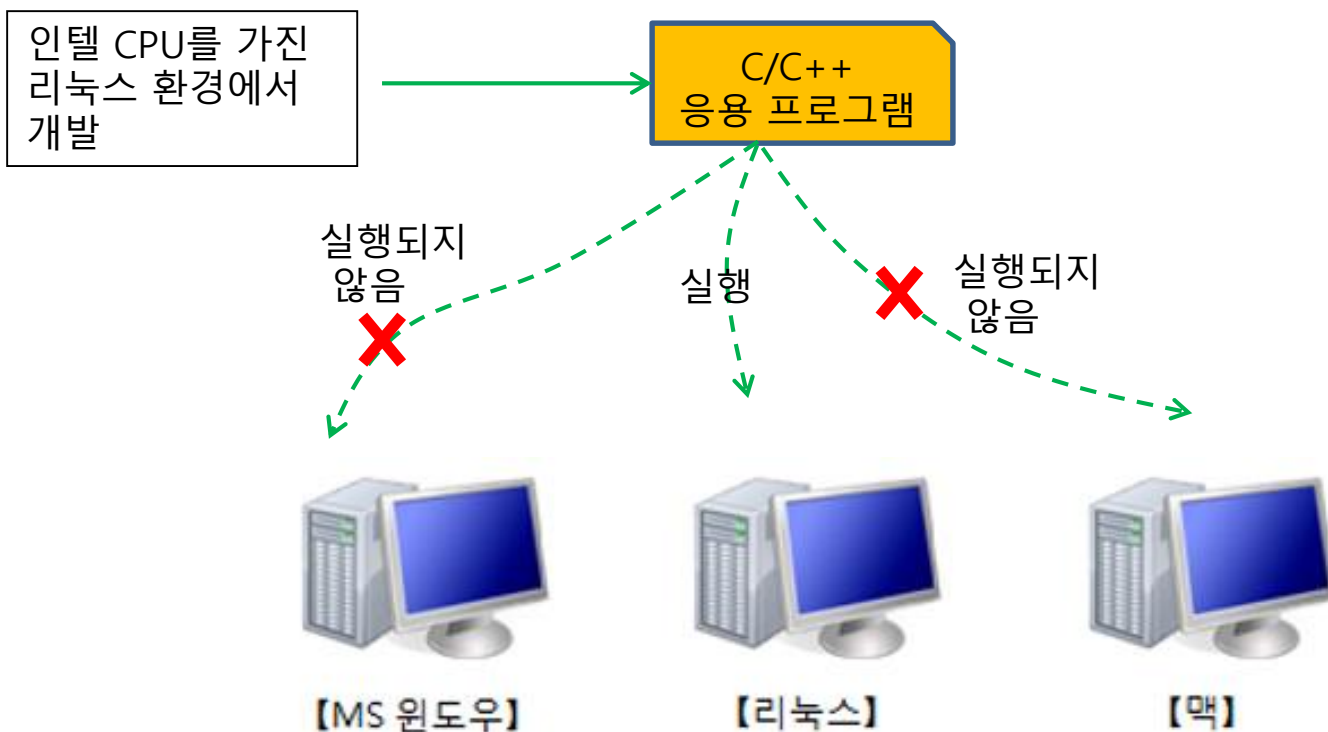 인텔 CPU를 가진
리눅스 환경에서
개발
C/C++
응용 프로그램
실행되지
않음
실행
실행되지
않음
【MS 윈도우】
【리눅스】
【맥】